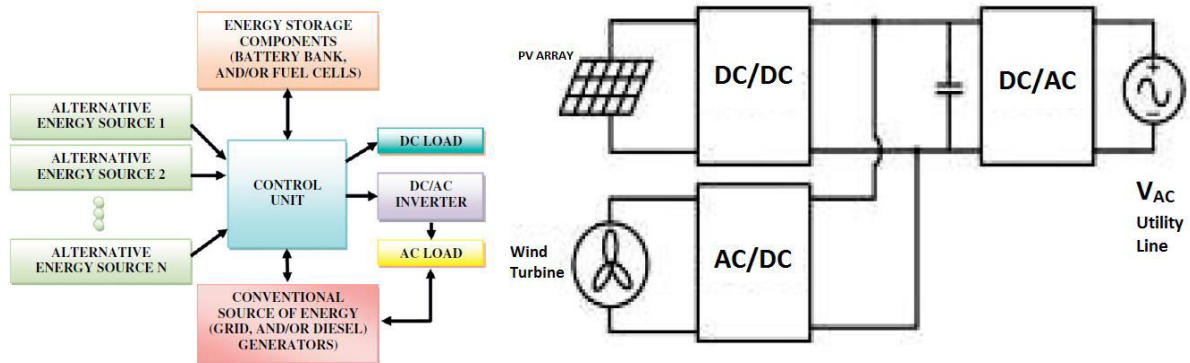 ENERGY STORAGE
COMPONENTS
(BATTERY BANK,
AND/OR FUEL CELLS)
ALTERNATIVE
ENERGY SOURCE 1
ALTERNATIVE
ENERGY SOURCE 2
ALTERNATIVE
ENERGY SOURCE N
CONTROL
UNIT
DC LOAD
DC/AC
INVERTER
AC LOAD
CONVENTIONAL
SOURCE OF ENERGY
(GRID, AND/OR DIESEL)
GENERATORS)
PV ARRAY
DC/DC
DC/AC
Wind
Turbine
AC/DC
VAC
Utility
Line